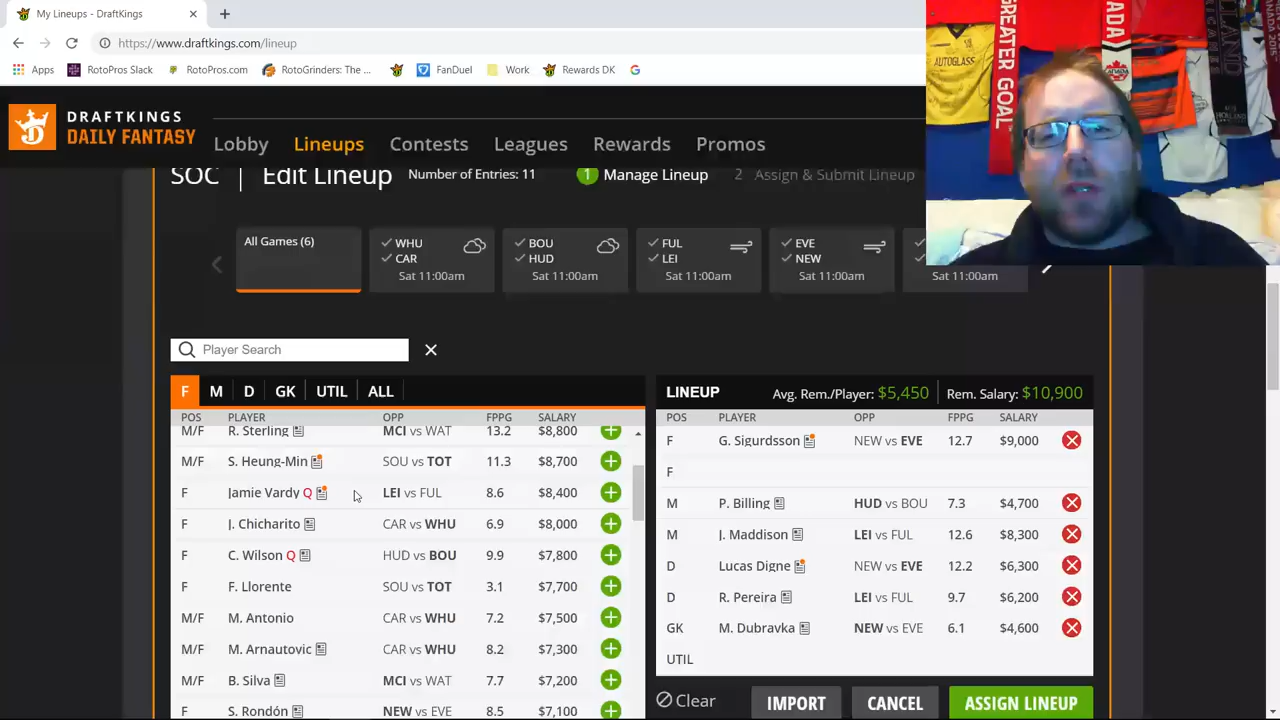 My Lineups - DraftKings
https://www.draftkings.com/lineup
Apps RotoPros Slack RotoPros.com RotoGrinders: The ... FanDuel Work Rewards DK
DRAFTKINGS
DAILY FANTASY
Lobby Lineups Contests Leagues Rewards Promos
SOC | Edit Lineup Number of Entries: 11 1 Manage Lineup 2 Assign & Submit Lineup
All Games (6)
WHU
CAR
Sat 11:00am
BOU
HUD
Sat 11:00am
FUL
LEI
Sat 11:00am
EVE
NEW
Sat 11:00am
Sat 11:00am
Player Search
F M D GK UTIL ALL
POS PLAYER OPP FPPG SALARY
M/F R. Sterling MCI vs WAT 13.2 $8,800
M/F S. Heung-Min SOU vs TOT 11.3 $8,700
F Jamie Vardy Q LEI vs FUL 8.6 $8,400
F J. Chicharito CAR vs WHU 6.9 $8,000
F C. Wilson Q HUD vs BOU 9.9 $7,800
F F. Llorente SOU vs TOT 3.1 $7,700
M/F M. Antonio CAR vs WHU 7.2 $7,500
M/F M. Arnautovic CAR vs WHU 8.2 $7,300
M/F B. Silva MCI vs WAT 7.7 $7,200
F S. Rondón NEW vs EVE 8.5 $7,100
LINEUP Avg. Rem./Player: $5,450 Rem. Salary: $10,900
POS PLAYER OPP FPPG SALARY
F G. Sigurdsson NEW vs EVE 12.7 $9,000
F
M P. Billing HUD vs BOU 7.3 $4,700
M J. Maddison LEI vs FUL 12.6 $8,300
D Lucas Digne NEW vs EVE 12.2 $6,300
D R. Pereira LEI vs FUL 9.7 $6,200
GK M. Dubravka NEW vs EVE 6.1 $4,600
UTIL
Clear IMPORT CANCEL ASSIGN LINEUP
AUTOGLASS
GREATER GOAL